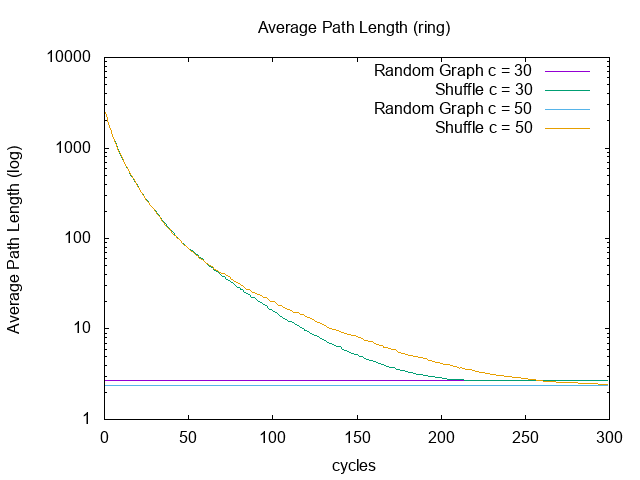 Average Path Length (ring)
10000
1000
100
10
1
Average Path Length (log)
Random Graph c = 30
Shuffle c = 30
Random Graph c = 50
Shuffle c = 50
0 50 100 150 200 250 300
cycles